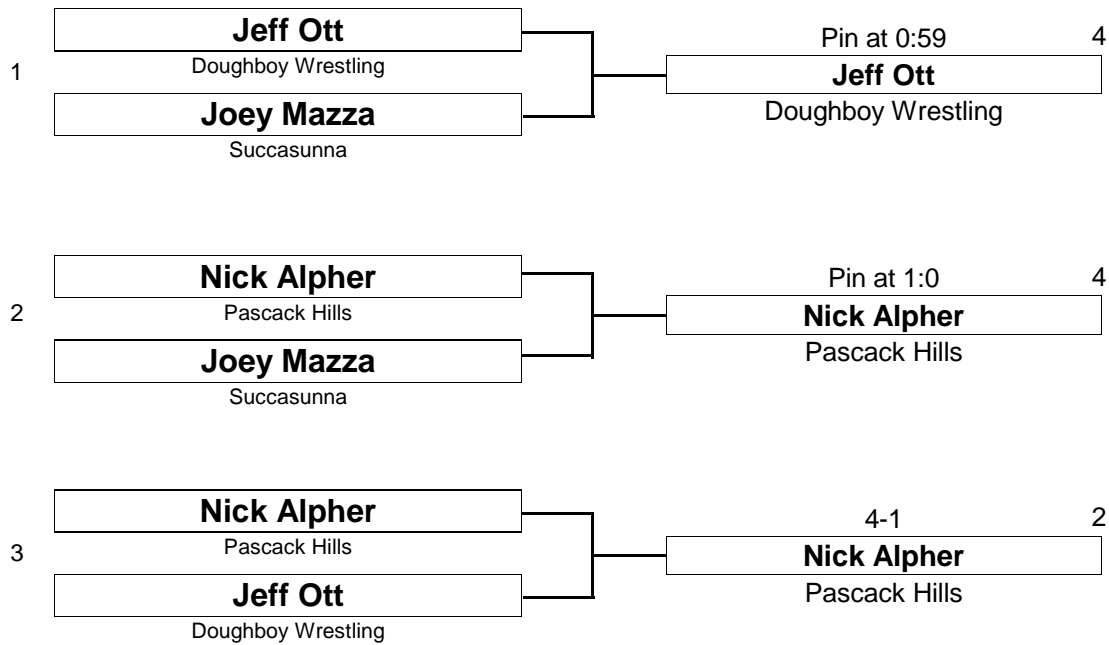 Jeff Ott
Doughboy Wrestling
1
Joey Mazza
Succasunna
Pin at 0:59 4
Jeff Ott
Doughboy Wrestling
Nick Alpher
Pascack Hills
2
Joey Mazza
Succasunna
Pin at 1:0 4
Nick Alpher
Pascack Hills
Nick Alpher
Pascack Hills
3
Jeff Ott
Doughboy Wrestling
4-1 2
Nick Alpher
Pascack Hills